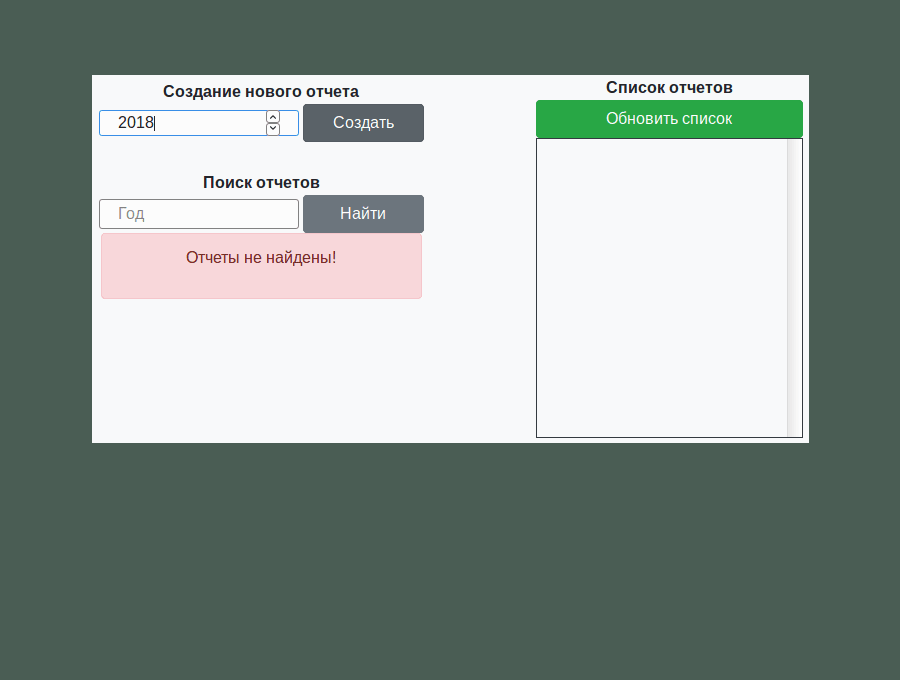 Создание нового отчета
2018
Создать
Поиск отчетов
Год
Найти
Отчеты не найдены!
Список отчетов
Обновить список